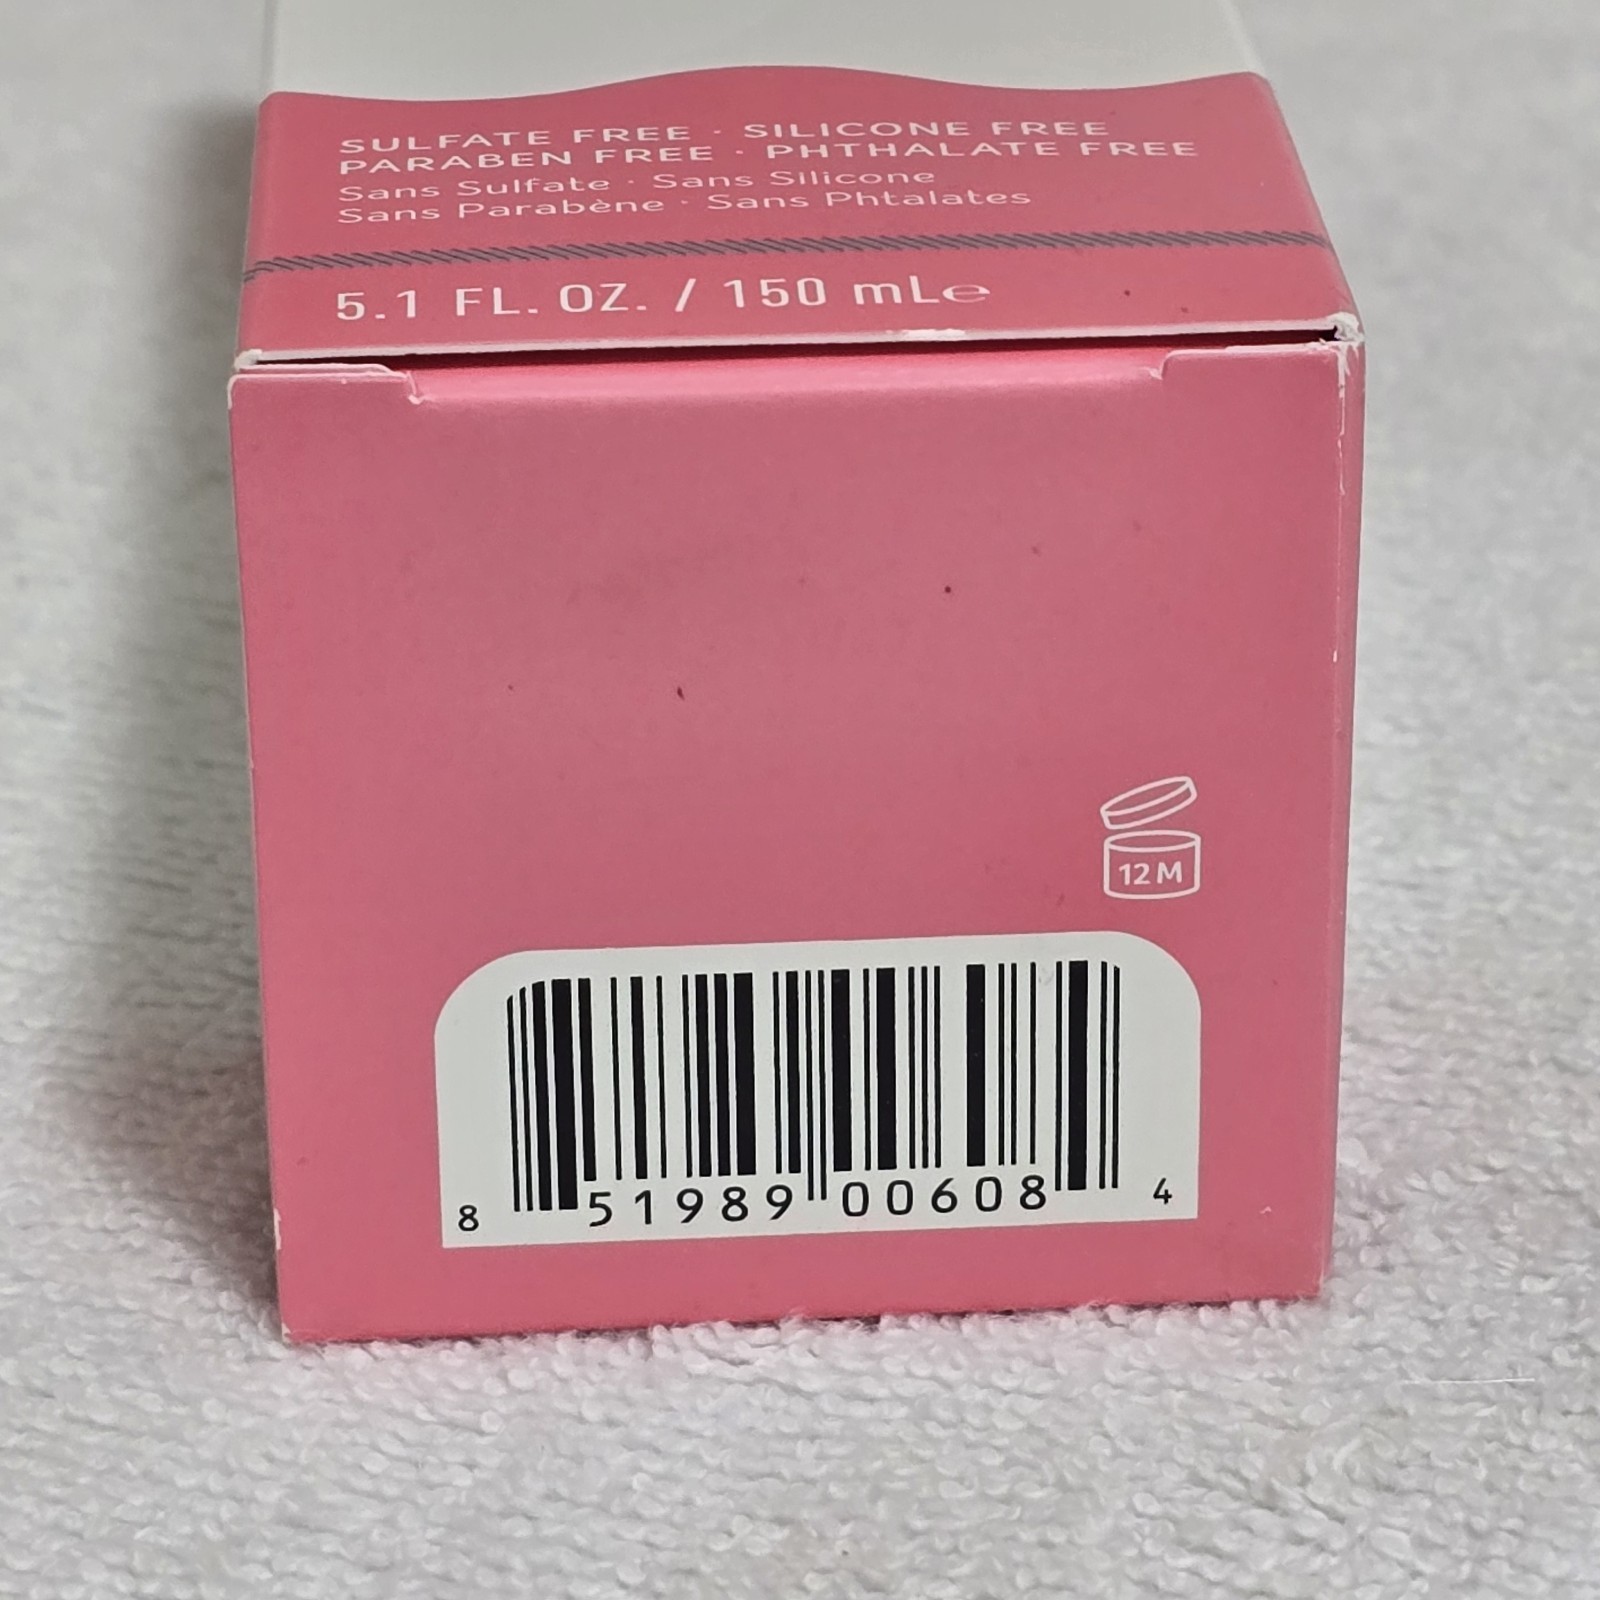 SULFATE FREE · SILICONE FREE
PARABEN FREE · PHTHALATE FREE
Sans Sulfate · Sans Silicone
Sans Parabène · Sans Phtalates
5.1 FL. OZ. / 150 mL℮
12 M
8 51989 00608 4